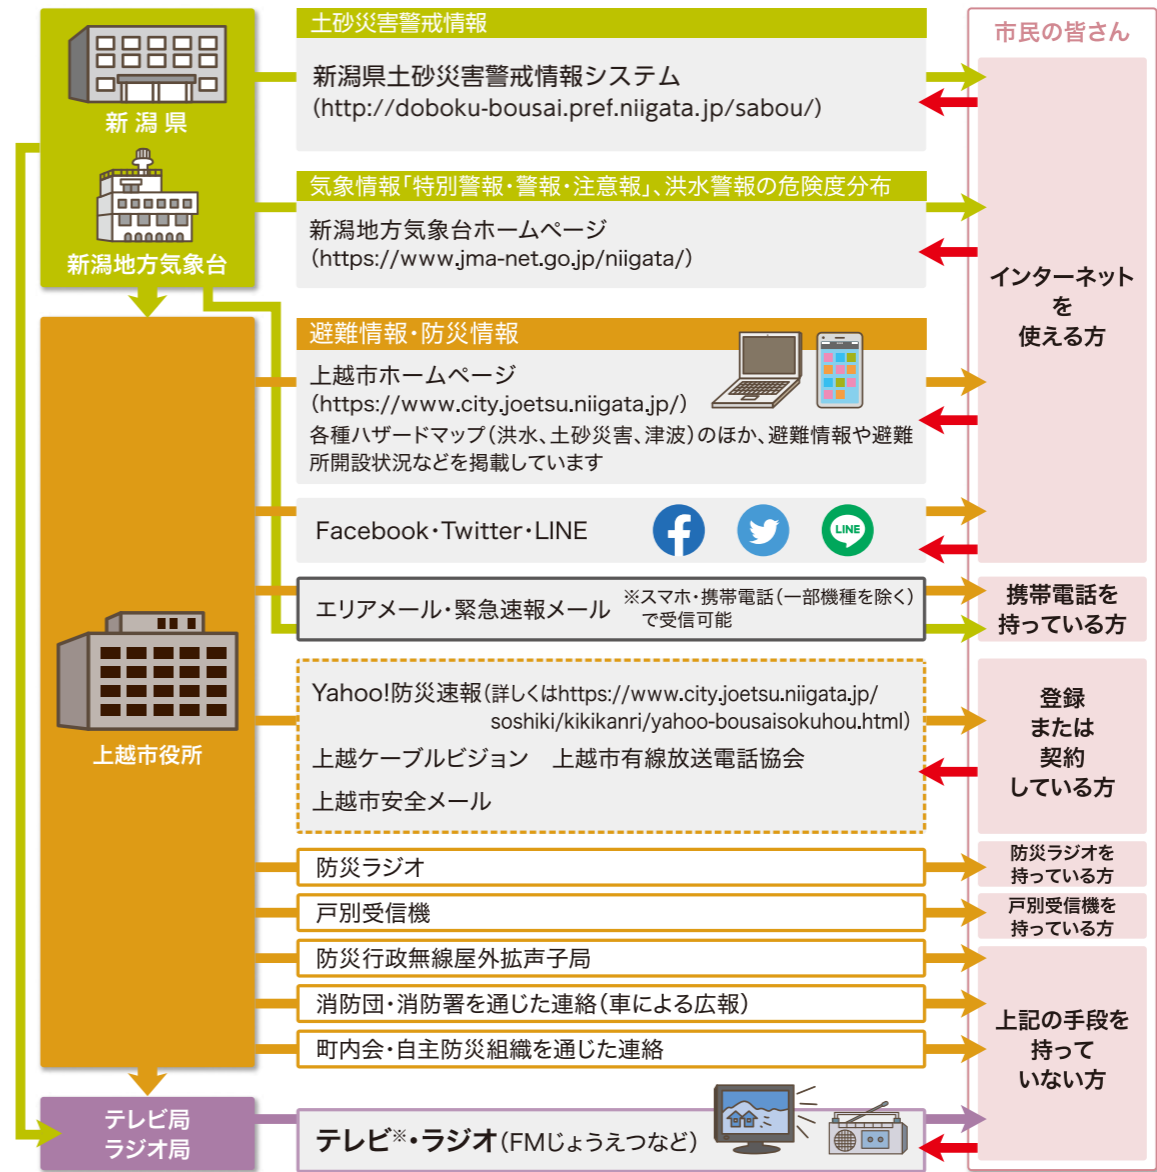 土砂災害警戒情報
新潟県土砂災害警戒情報システム
(http://doboku-bousai.pref.niigata.jp/sabou/)
気象情報「特別警報・警報・注意報」、洪水警報の危険度分布
新潟地方気象台ホームページ
(https://www.jma-net.go.jp/niigata/)
新潟県
新潟地方気象台
避難情報・防災情報
上越市ホームページ
(https://www.city.joetsu.niigata.jp/)
各種ハザードマップ(洪水、土砂災害、津波)のほか、避難情報や避難
所開設状況などを掲載しています
Facebook・Twitter・LINE
LINE
エリアメール・緊急速報メール
※スマホ・携帯電話(一部機種を除く)
で受信可能
Yahoo!防災速報(詳しくはhttps://www.city.joetsu.niigata.jp/
soshiki/kikikanri/yahoo-bousaisokuhou.html)
上越ケーブルビジョン 上越市有線放送電話協会
上越市安全メール
上越市役所
防災ラジオ
戸別受信機
防災行政無線屋外拡声子局
消防団・消防署を通じた連絡(車による広報)
町内会・自主防災組織を通じた連絡
テレビ局
ラジオ局
テレビ※・ラジオ(FMじょうえつなど)
市民の皆さん
インターネット
を
使える方
携帯電話を
持っている方
登録
または
契約
している方
防災ラジオを
持っている方
戸別受信機を
持っている方
上記の手段を
持って
いない方